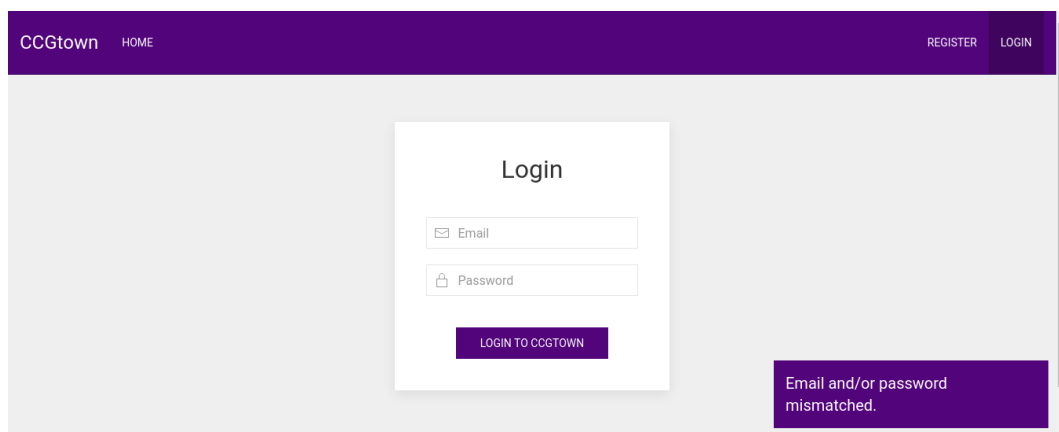 CCGtown HOME REGISTER LOGIN
Login
Email
Password
LOGIN TO CCGTOWN
Email and/or password
mismatched.